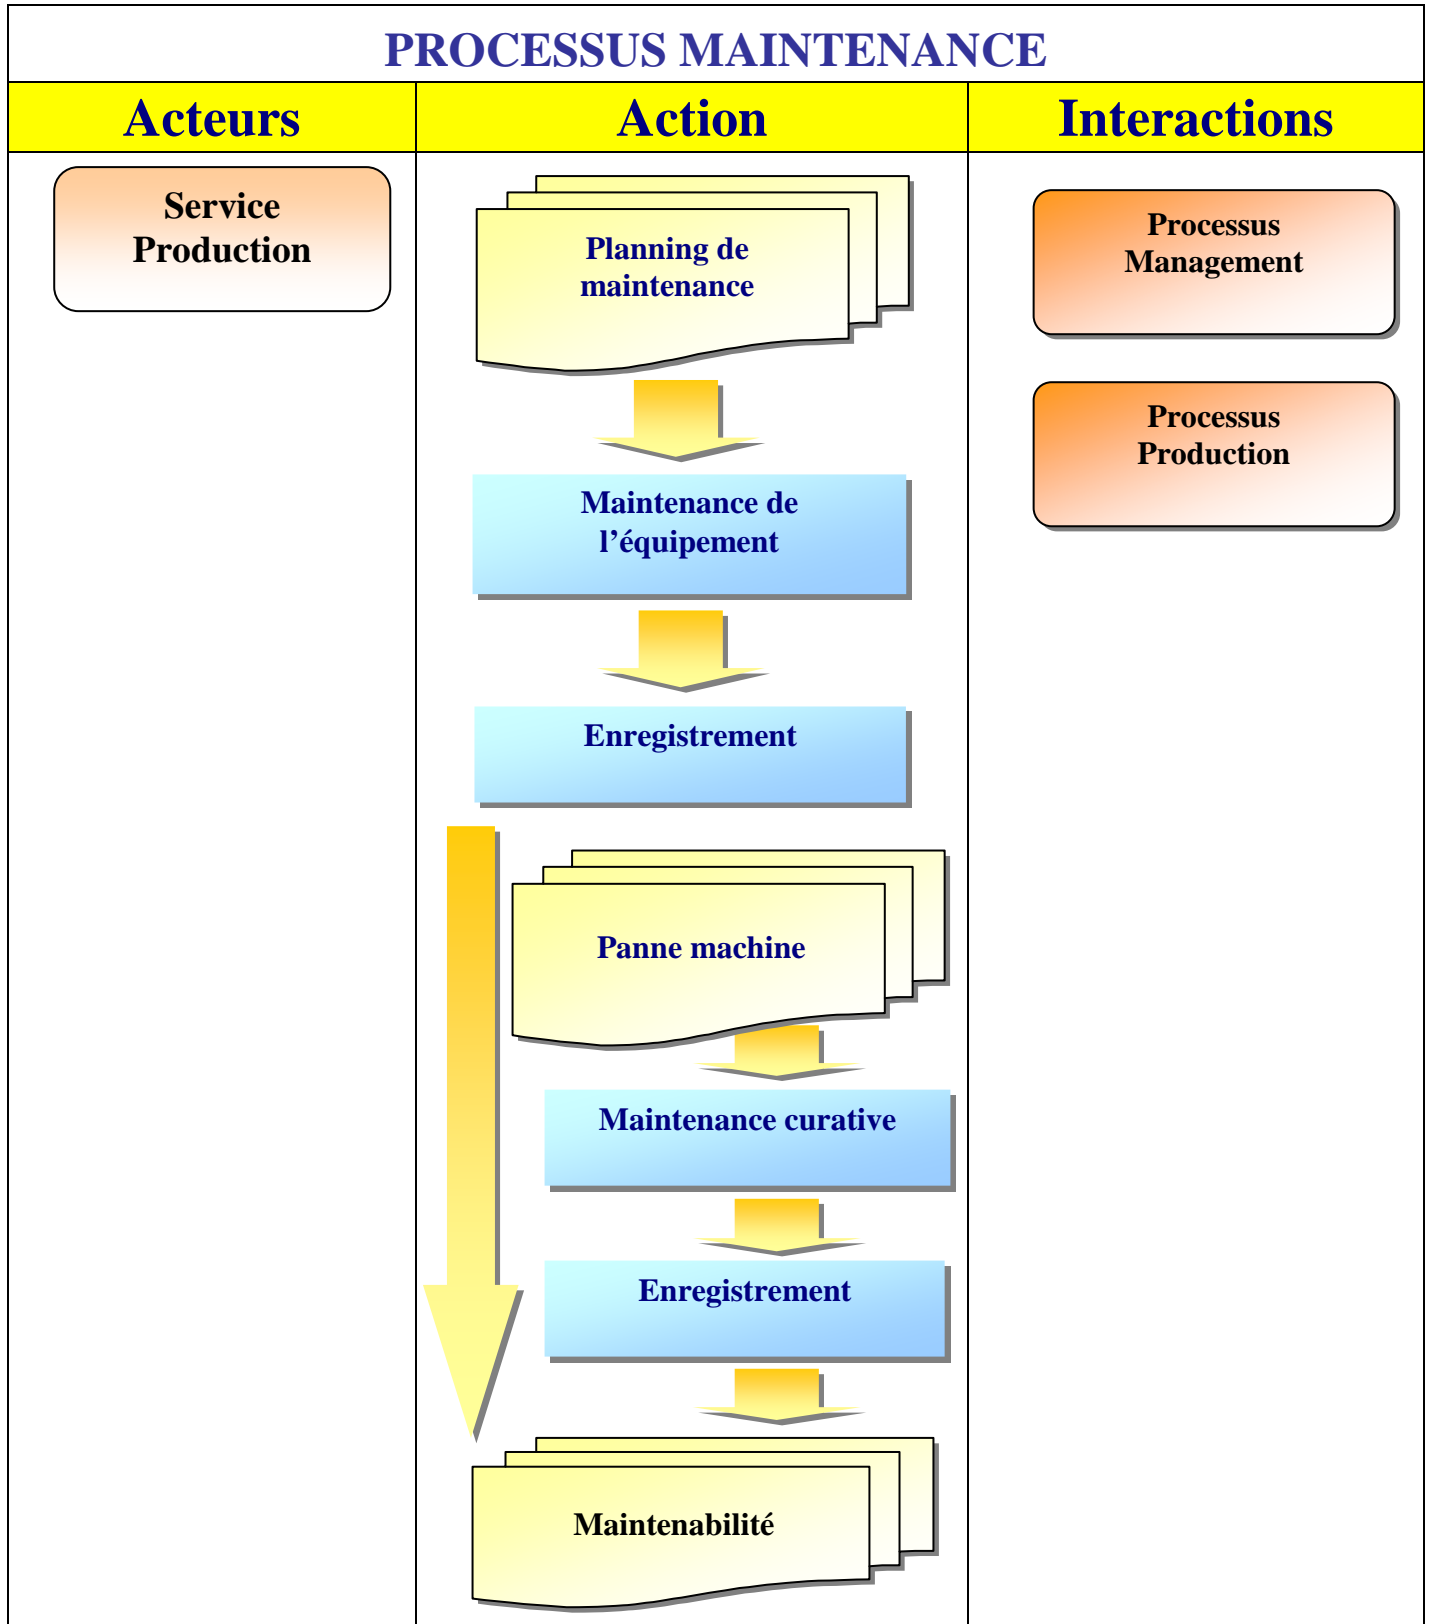 PROCESSUS MAINTENANCE
Acteurs
Action
Interactions
Service
Production
Planning de
maintenance
Processus
Management
Processus
Production
Maintenance de
l’équipement
Enregistrement
Panne machine
Maintenance curative
Enregistrement
Maintenabilité